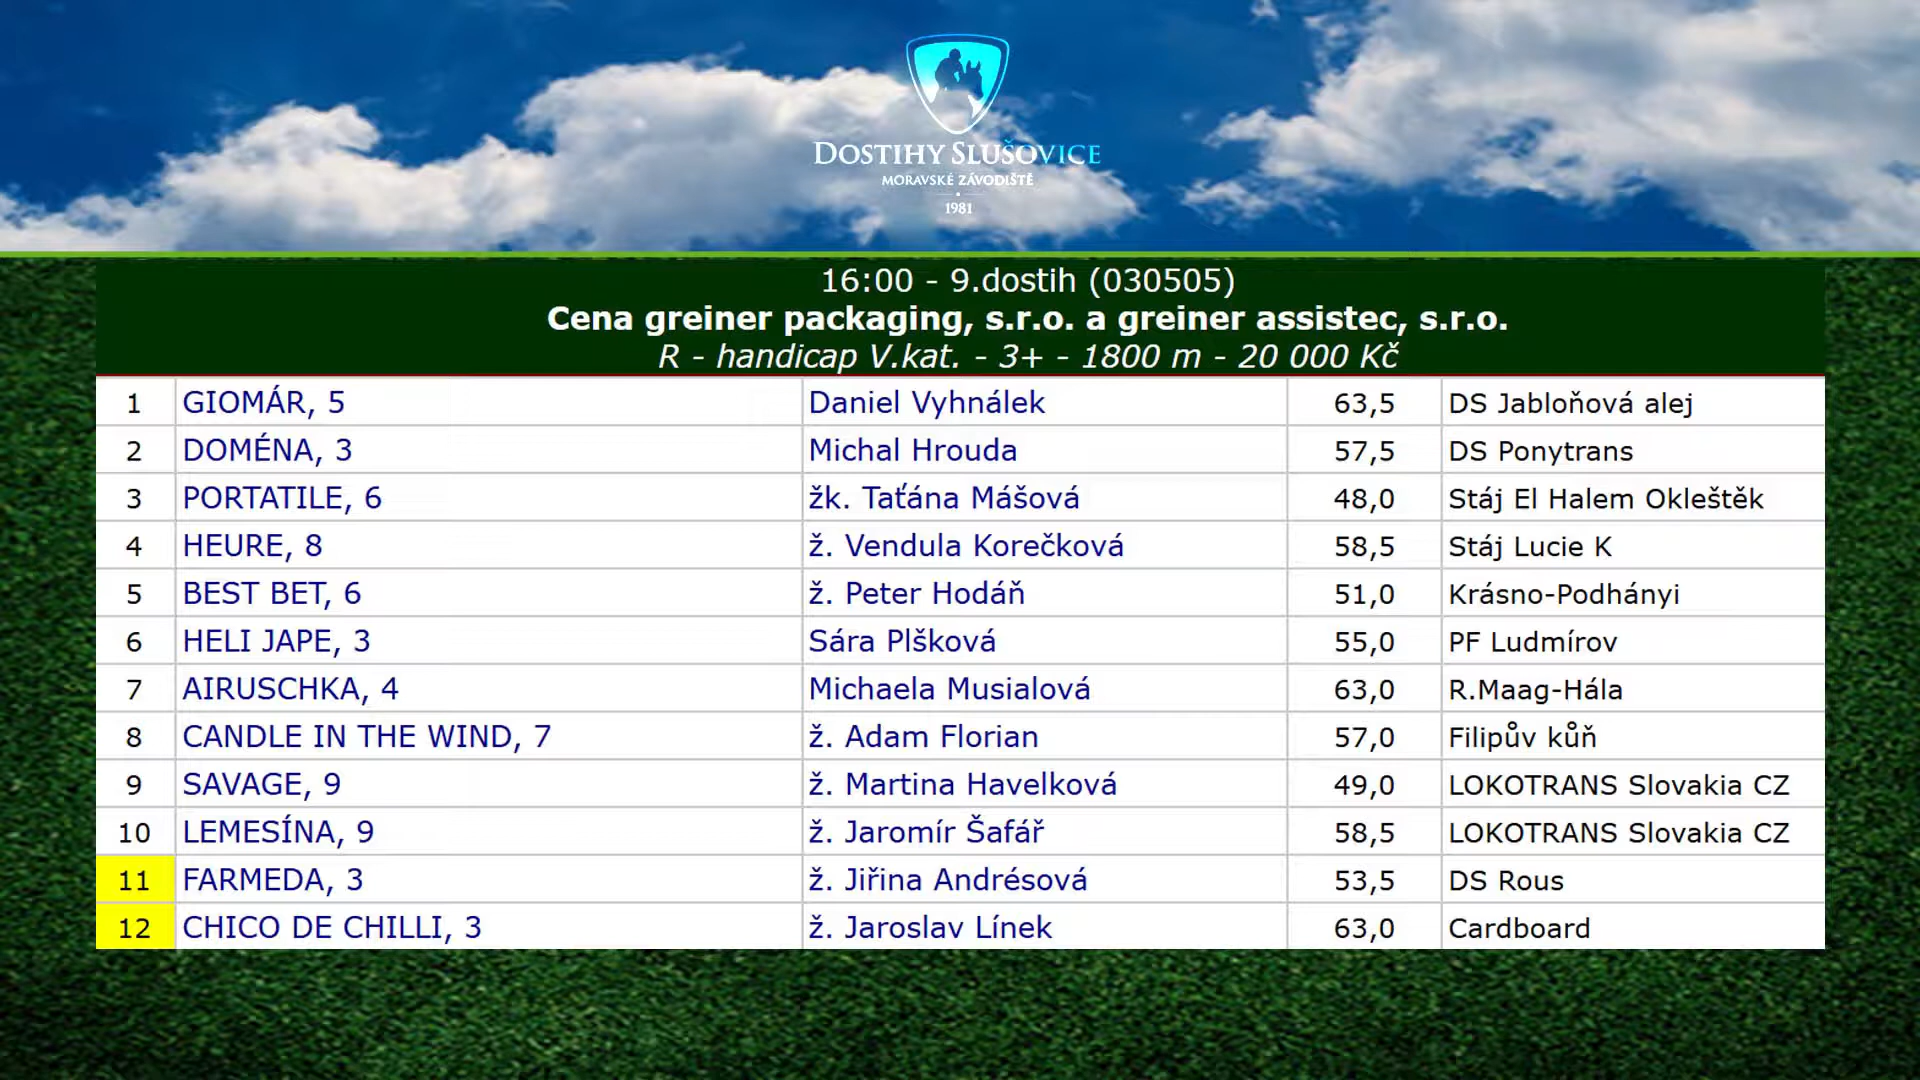 DOSTIHY SLUŠOVICE
MORAVSKÉ ZÁVODIŠTĚ
1981
16:00 - 9.dostih (030505)
Cena greiner packaging, s.r.o. a greiner assistec, s.r.o.
R - handicap V.kat. - 3+ - 1800 m - 20 000 Kč
1 GIOMÁR, 5 Daniel Vyhnálek 63,5 DS Jabloňová alej
2 DOMÉNA, 3 Michal Hrouda 57,5 DS Ponytrans
3 PORTATILE, 6 žk. Taťána Mášová 48,0 Stáj El Halem Okleštěk
4 HEURE, 8 ž. Vendula Korečková 58,5 Stáj Lucie K
5 BEST BET, 6 ž. Peter Hodáň 51,0 Krásno-Podhányi
6 HELI JAPE, 3 Sára Plšková 55,0 PF Ludmírov
7 AIRUSCHKA, 4 Michaela Musialová 63,0 R.Maag-Hála
8 CANDLE IN THE WIND, 7 ž. Adam Florian 57,0 Filipův kůň
9 SAVAGE, 9 ž. Martina Havelková 49,0 LOKOTRANS Slovakia CZ
10 LEMESÍNA, 9 ž. Jaromír Šafář 58,5 LOKOTRANS Slovakia CZ
11 FARMEDA, 3 ž. Jiřina Andrésová 53,5 DS Rous
12 CHICO DE CHILLI, 3 ž. Jaroslav Línek 63,0 Cardboard